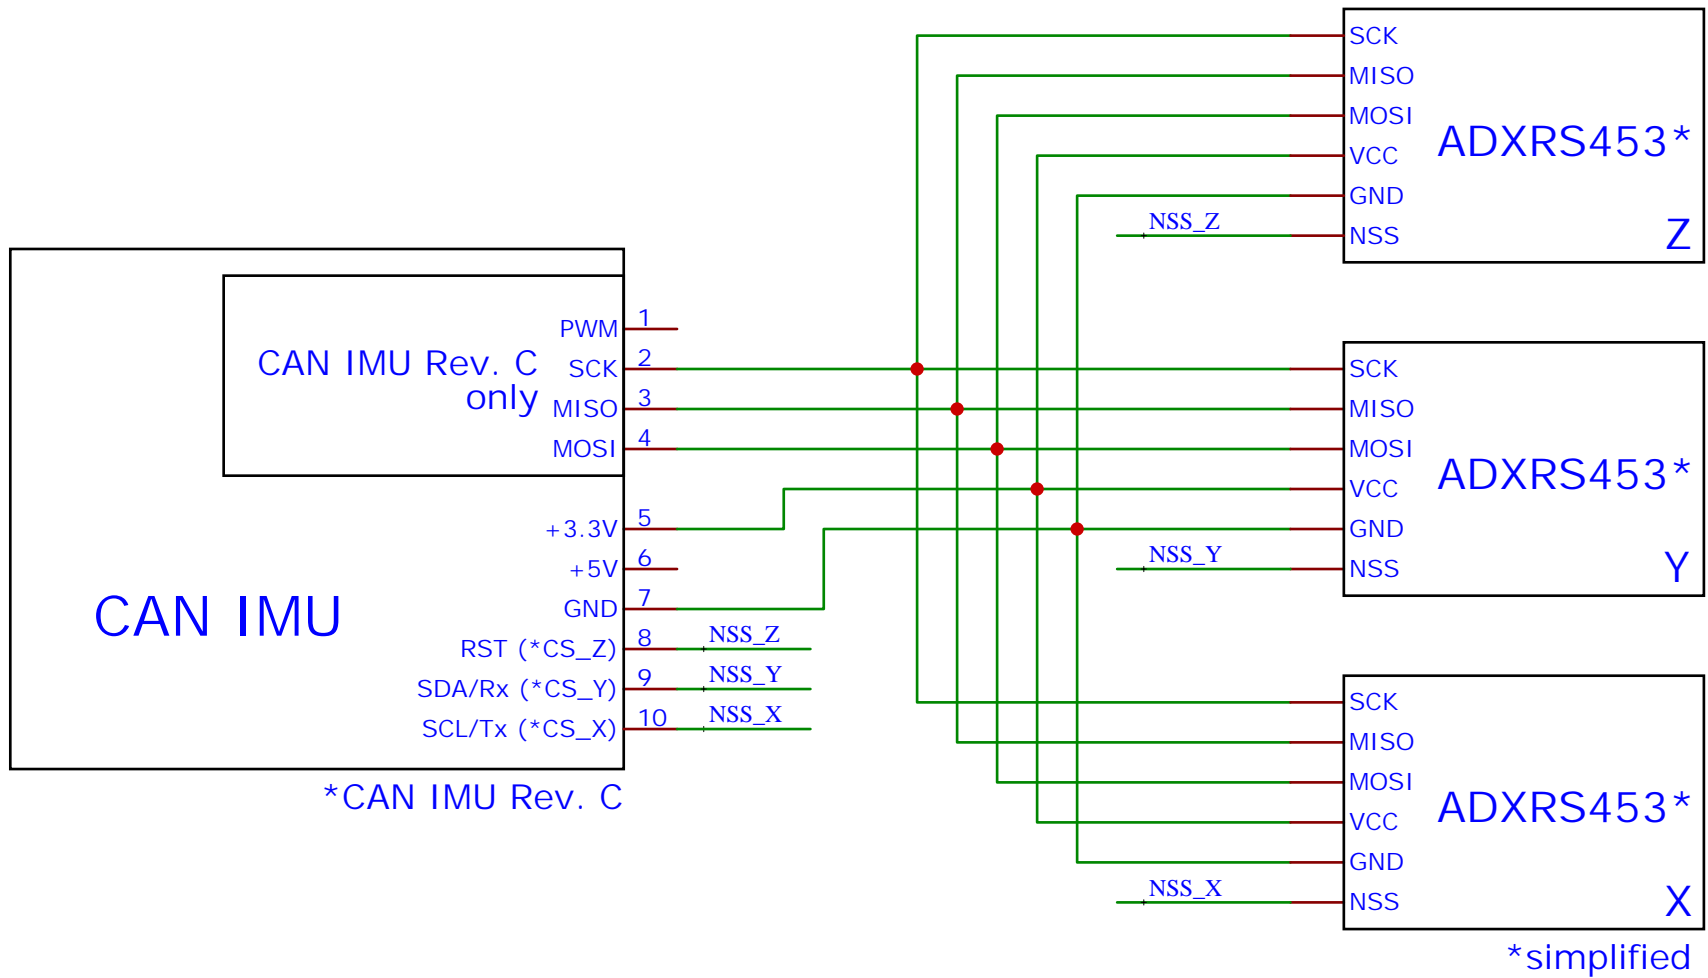 CAN IMU Rev. C
only
PWM 1
SCK 2
MISO 3
MOSI 4
+3.3V 5
+5V 6
GND 7
RST (*CS_Z) 8
SDA/Rx (*CS_Y) 9
SCL/Tx (*CS_X) 10
CAN IMU
*CAN IMU Rev. C
NSS_Z
NSS_Y
NSS_X
SCK
MISO
MOSI
VCC
GND
NSS
NSS_Z
ADXRS453*
Z
SCK
MISO
MOSI
VCC
GND
NSS
NSS_Y
ADXRS453*
Y
SCK
MISO
MOSI
VCC
GND
NSS
NSS_X
ADXRS453*
X
*simplified